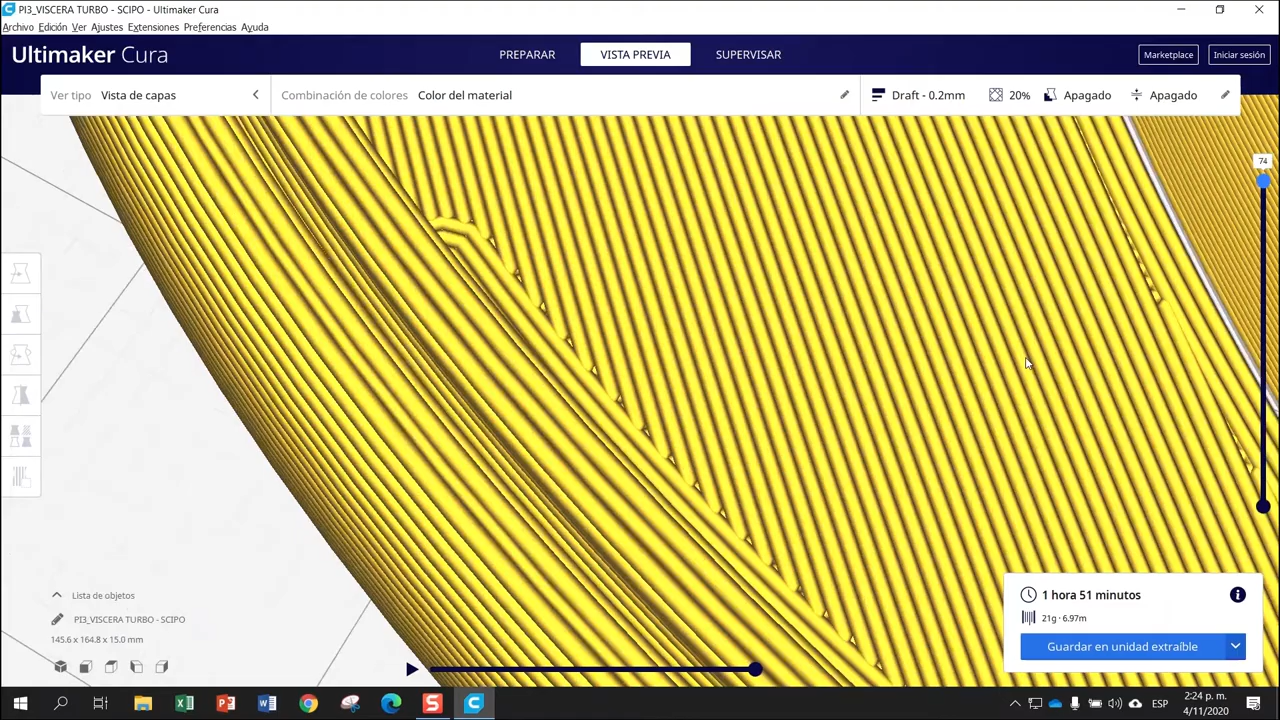 PI3_VISCERA TURBO - SCIPO - Ultimaker Cura
Archivo Edición Ver Ajustes Extensiones Preferencias Ayuda
Ultimaker Cura
PREPARAR
VISTA PREVIA
SUPERVISAR
Marketplace
Iniciar sesión
Ver tipo Vista de capas
Combinación de colores Color del material
Draft - 0.2mm
20%
Apagado
Apagado
74
1 hora 51 minutos
21g · 6.97m
Guardar en unidad extraíble
Lista de objetos
PI3_VISCERA TURBO - SCIPO
145.6 x 164.8 x 15.0 mm
ESP
2:24 p. m.
4/11/2020